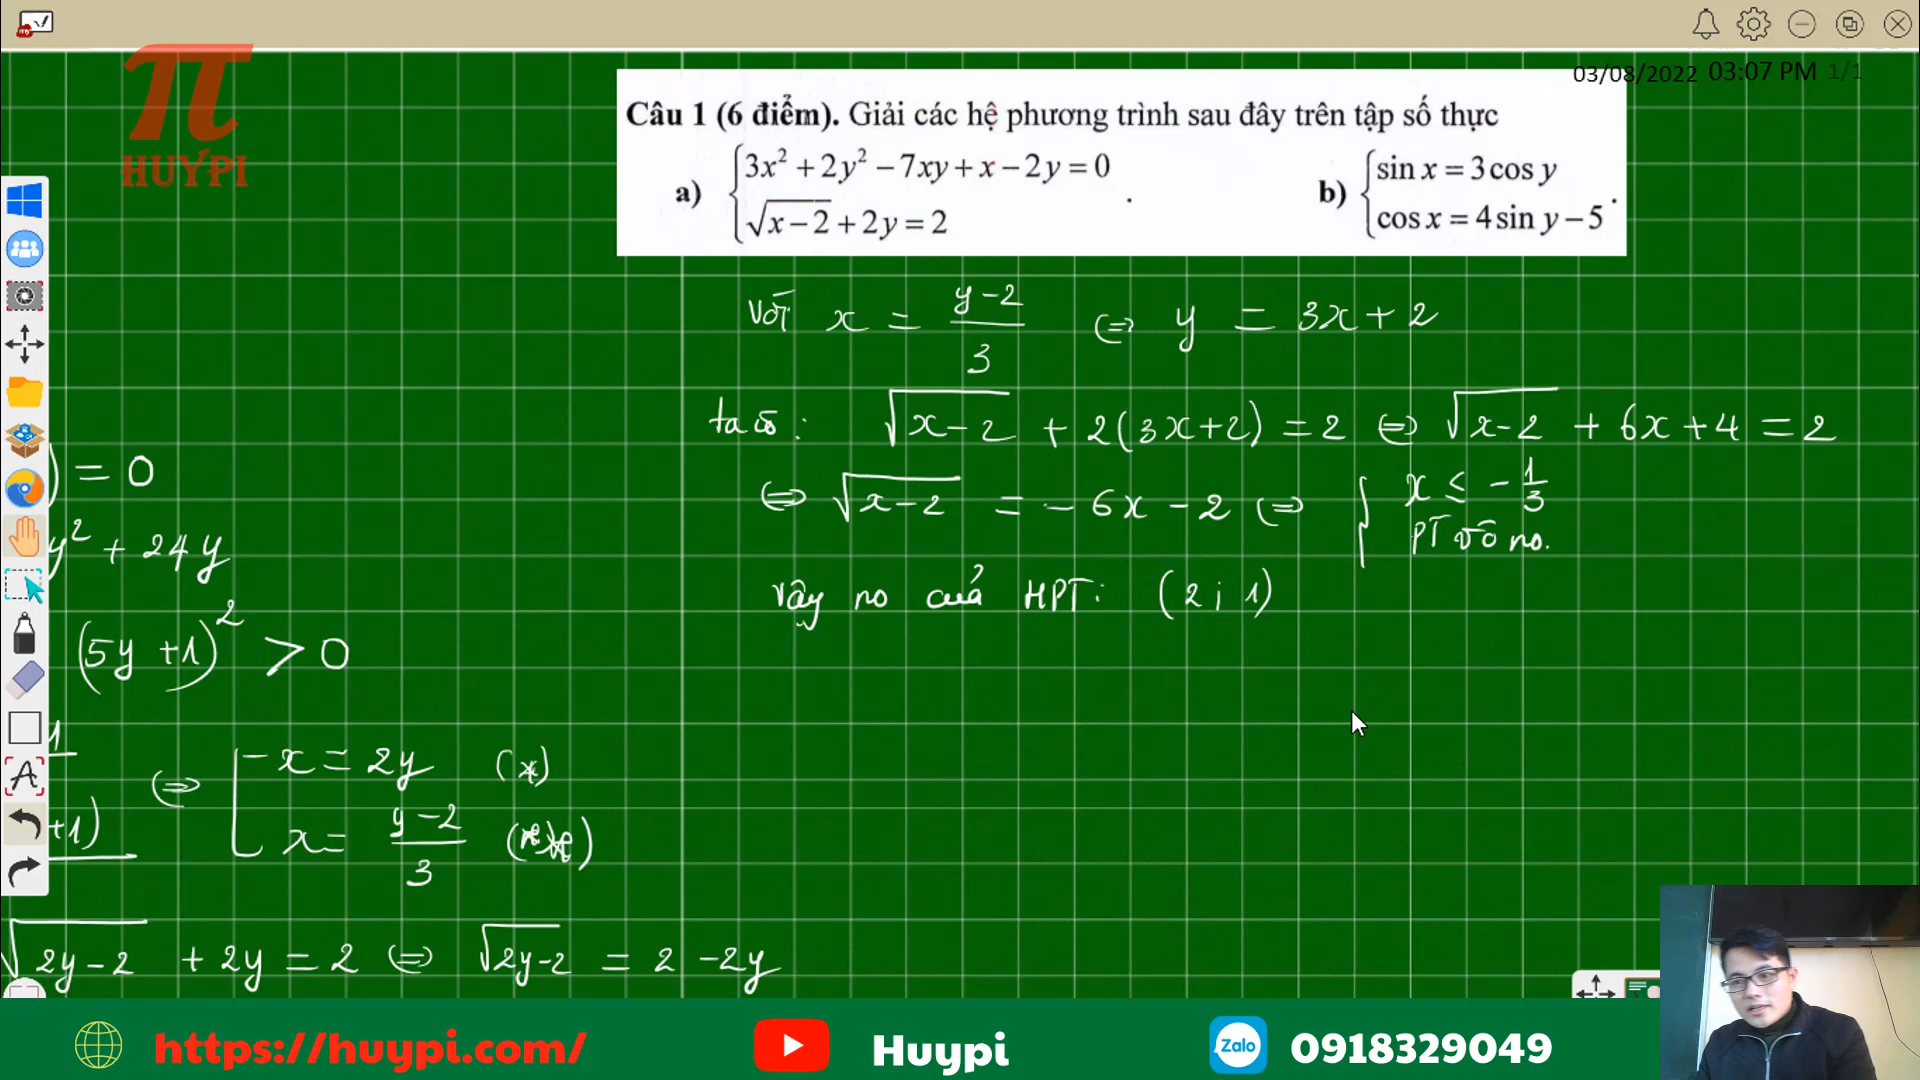 03/08/2022 03:07 PM 1/1
π
HUYPI
Câu 1 (6 điểm). Giải các hệ phương trình sau đây trên tập số thực
a) { 3x² + 2y² − 7xy + x − 2y = 0
√(x−2) + 2y = 2 .
b) { sin x = 3 cos y
cos x = 4 sin y − 5 .
Với x = (y−2)/3 ⇔ y = 3x + 2
ta có: √(x−2) + 2(3x+2) = 2 ⇔ √(x−2) + 6x + 4 = 2
⇔ √(x−2) = −6x − 2 ⇔ { x ≤ −1/3
PT vô no.
Vậy no của HPT: (2; 1)
) = 0
y² + 24y
(5y + 1)² > 0
1
+1)
⇔ [ −x = 2y (*)
x = (y−2)/3 (**)
√(2y−2) + 2y = 2 ⇔ √(2y−2) = 2 − 2y
https://huypi.com/
Huypi
Zalo
0918329049